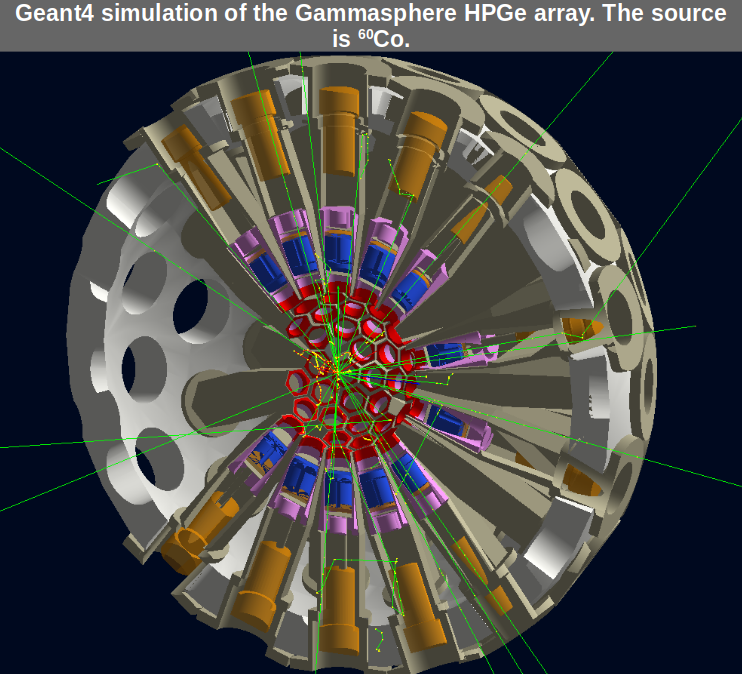 Geant4 simulation of the Gammasphere HPGe array. The source
is ⁶⁰Co.